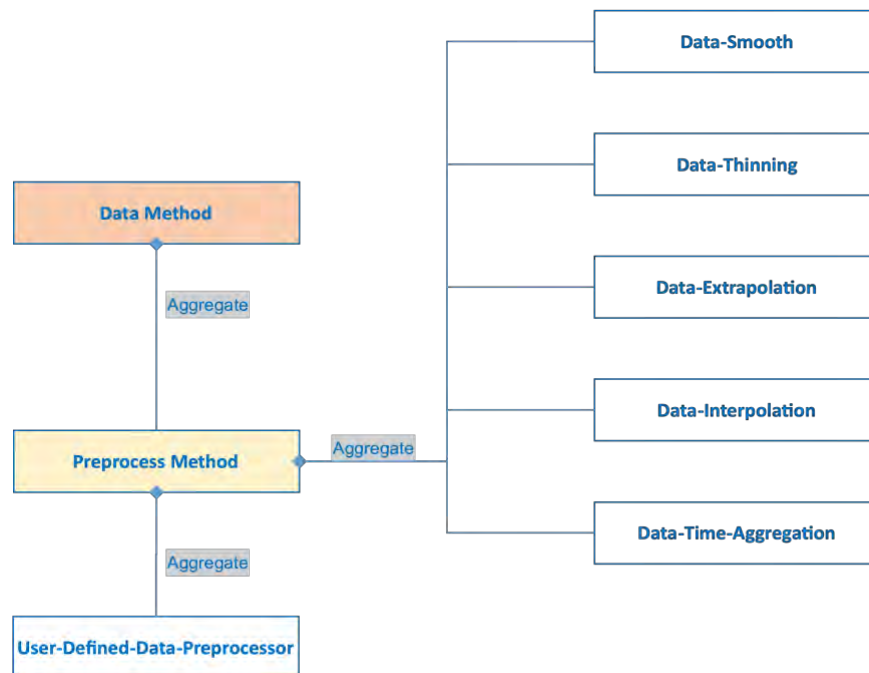 Data-Smooth
Data-Thinning
Data Method
Data-Extrapolation
Aggregate
Data-Interpolation
Preprocess Method
Aggregate
Data-Time-Aggregation
Aggregate
User-Defined-Data-Preprocessor